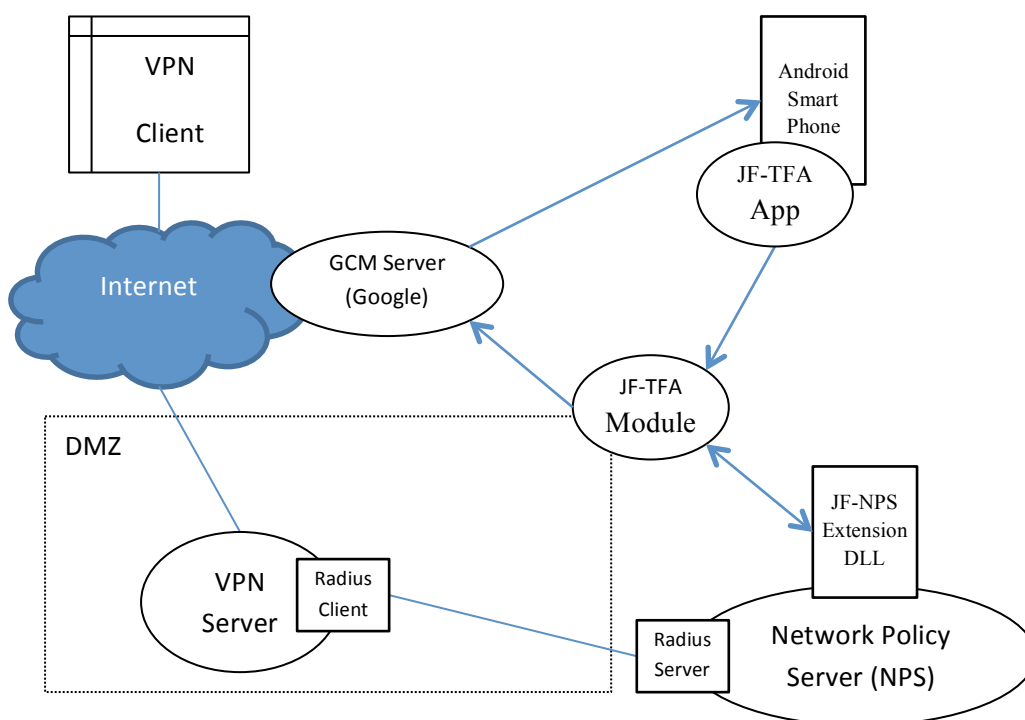 VPN
Client
Android
Smart
Phone
JF-TFA
App
Internet
GCM Server
(Google)
JF-TFA
Module
DMZ
JF-NPS
Extension
DLL
VPN
Server
Radius
Client
Radius
Server
Network Policy
Server (NPS)